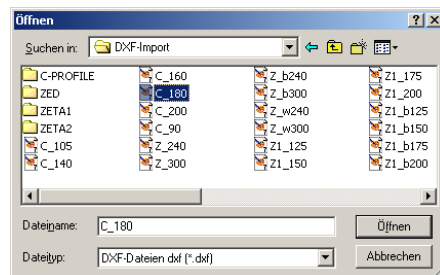 Öffnen
Suchen in: DXF-Import
C-PROFILE C_160 Z_b240 Z1_175
ZED C_180 Z_b300 Z1_200
ZETA1 C_200 Z_w240 Z1_b125
ZETA2 C_90 Z_w300 Z1_b150
C_105 Z_240 Z1_125 Z1_b175
C_140 Z_300 Z1_150 Z1_b200
Dateiname: C_180 Öffnen
Dateityp: DXF-Dateien dxf (*.dxf) Abbrechen